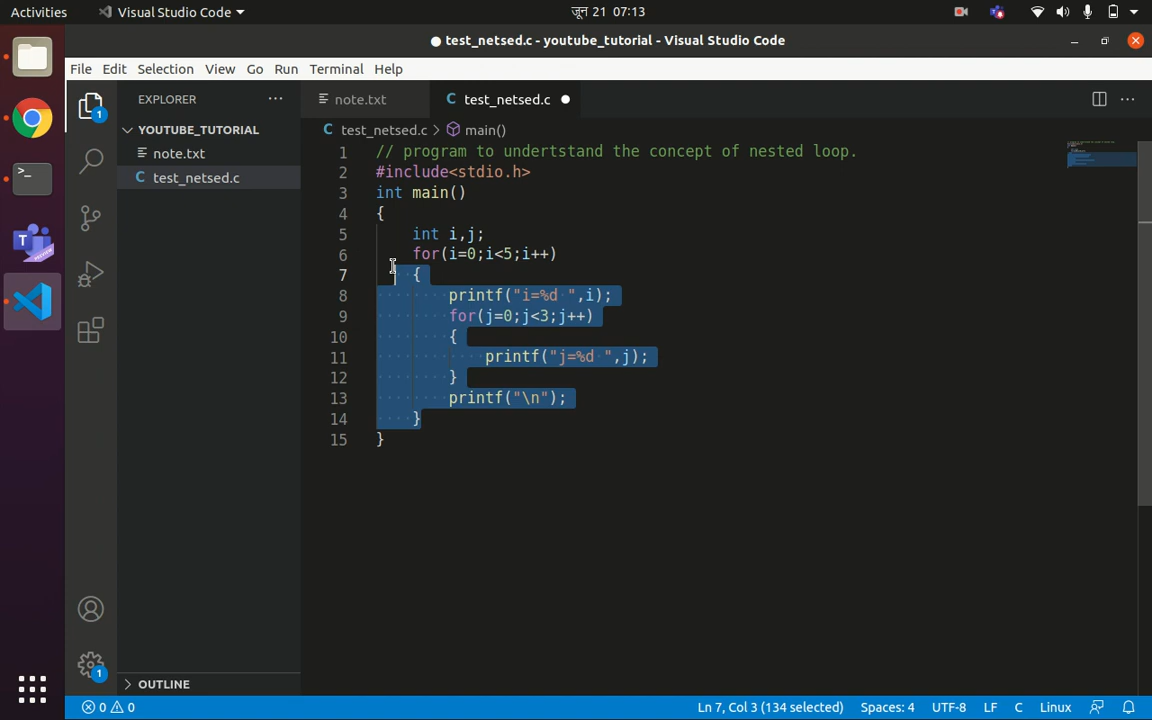 Activities
Visual Studio Code
जून 21 07:13
● test_netsed.c - youtube_tutorial - Visual Studio Code
File Edit Selection View Go Run Terminal Help
EXPLORER ···
note.txt
C test_netsed.c ●
YOUTUBE_TUTORIAL
note.txt
C test_netsed.c
C test_netsed.c > main()
1 // program to undertstand the concept of nested loop.
2 #include<stdio.h>
3 int main()
4 {
5 int i,j;
6 for(i=0;i<5;i++)
7 {
8 printf("i=%d ",i);
9 for(j=0;j<3;j++)
10 {
11 printf("j=%d ",j);
12 }
13 printf("\n");
14 }
15 }
1
1
OUTLINE
0 0
Ln 7, Col 3 (134 selected) Spaces: 4 UTF-8 LF C Linux